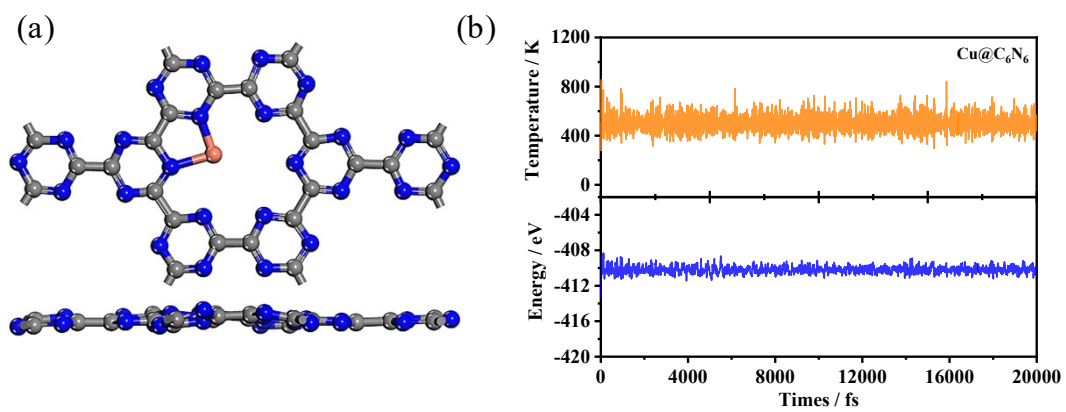 (a)
(b)
Temperature / K
1200
800
400
0
Cu@C₆N₆
Energy / eV
-404
-408
-412
-416
-420
0 4000 8000 12000 16000 20000
Times / fs